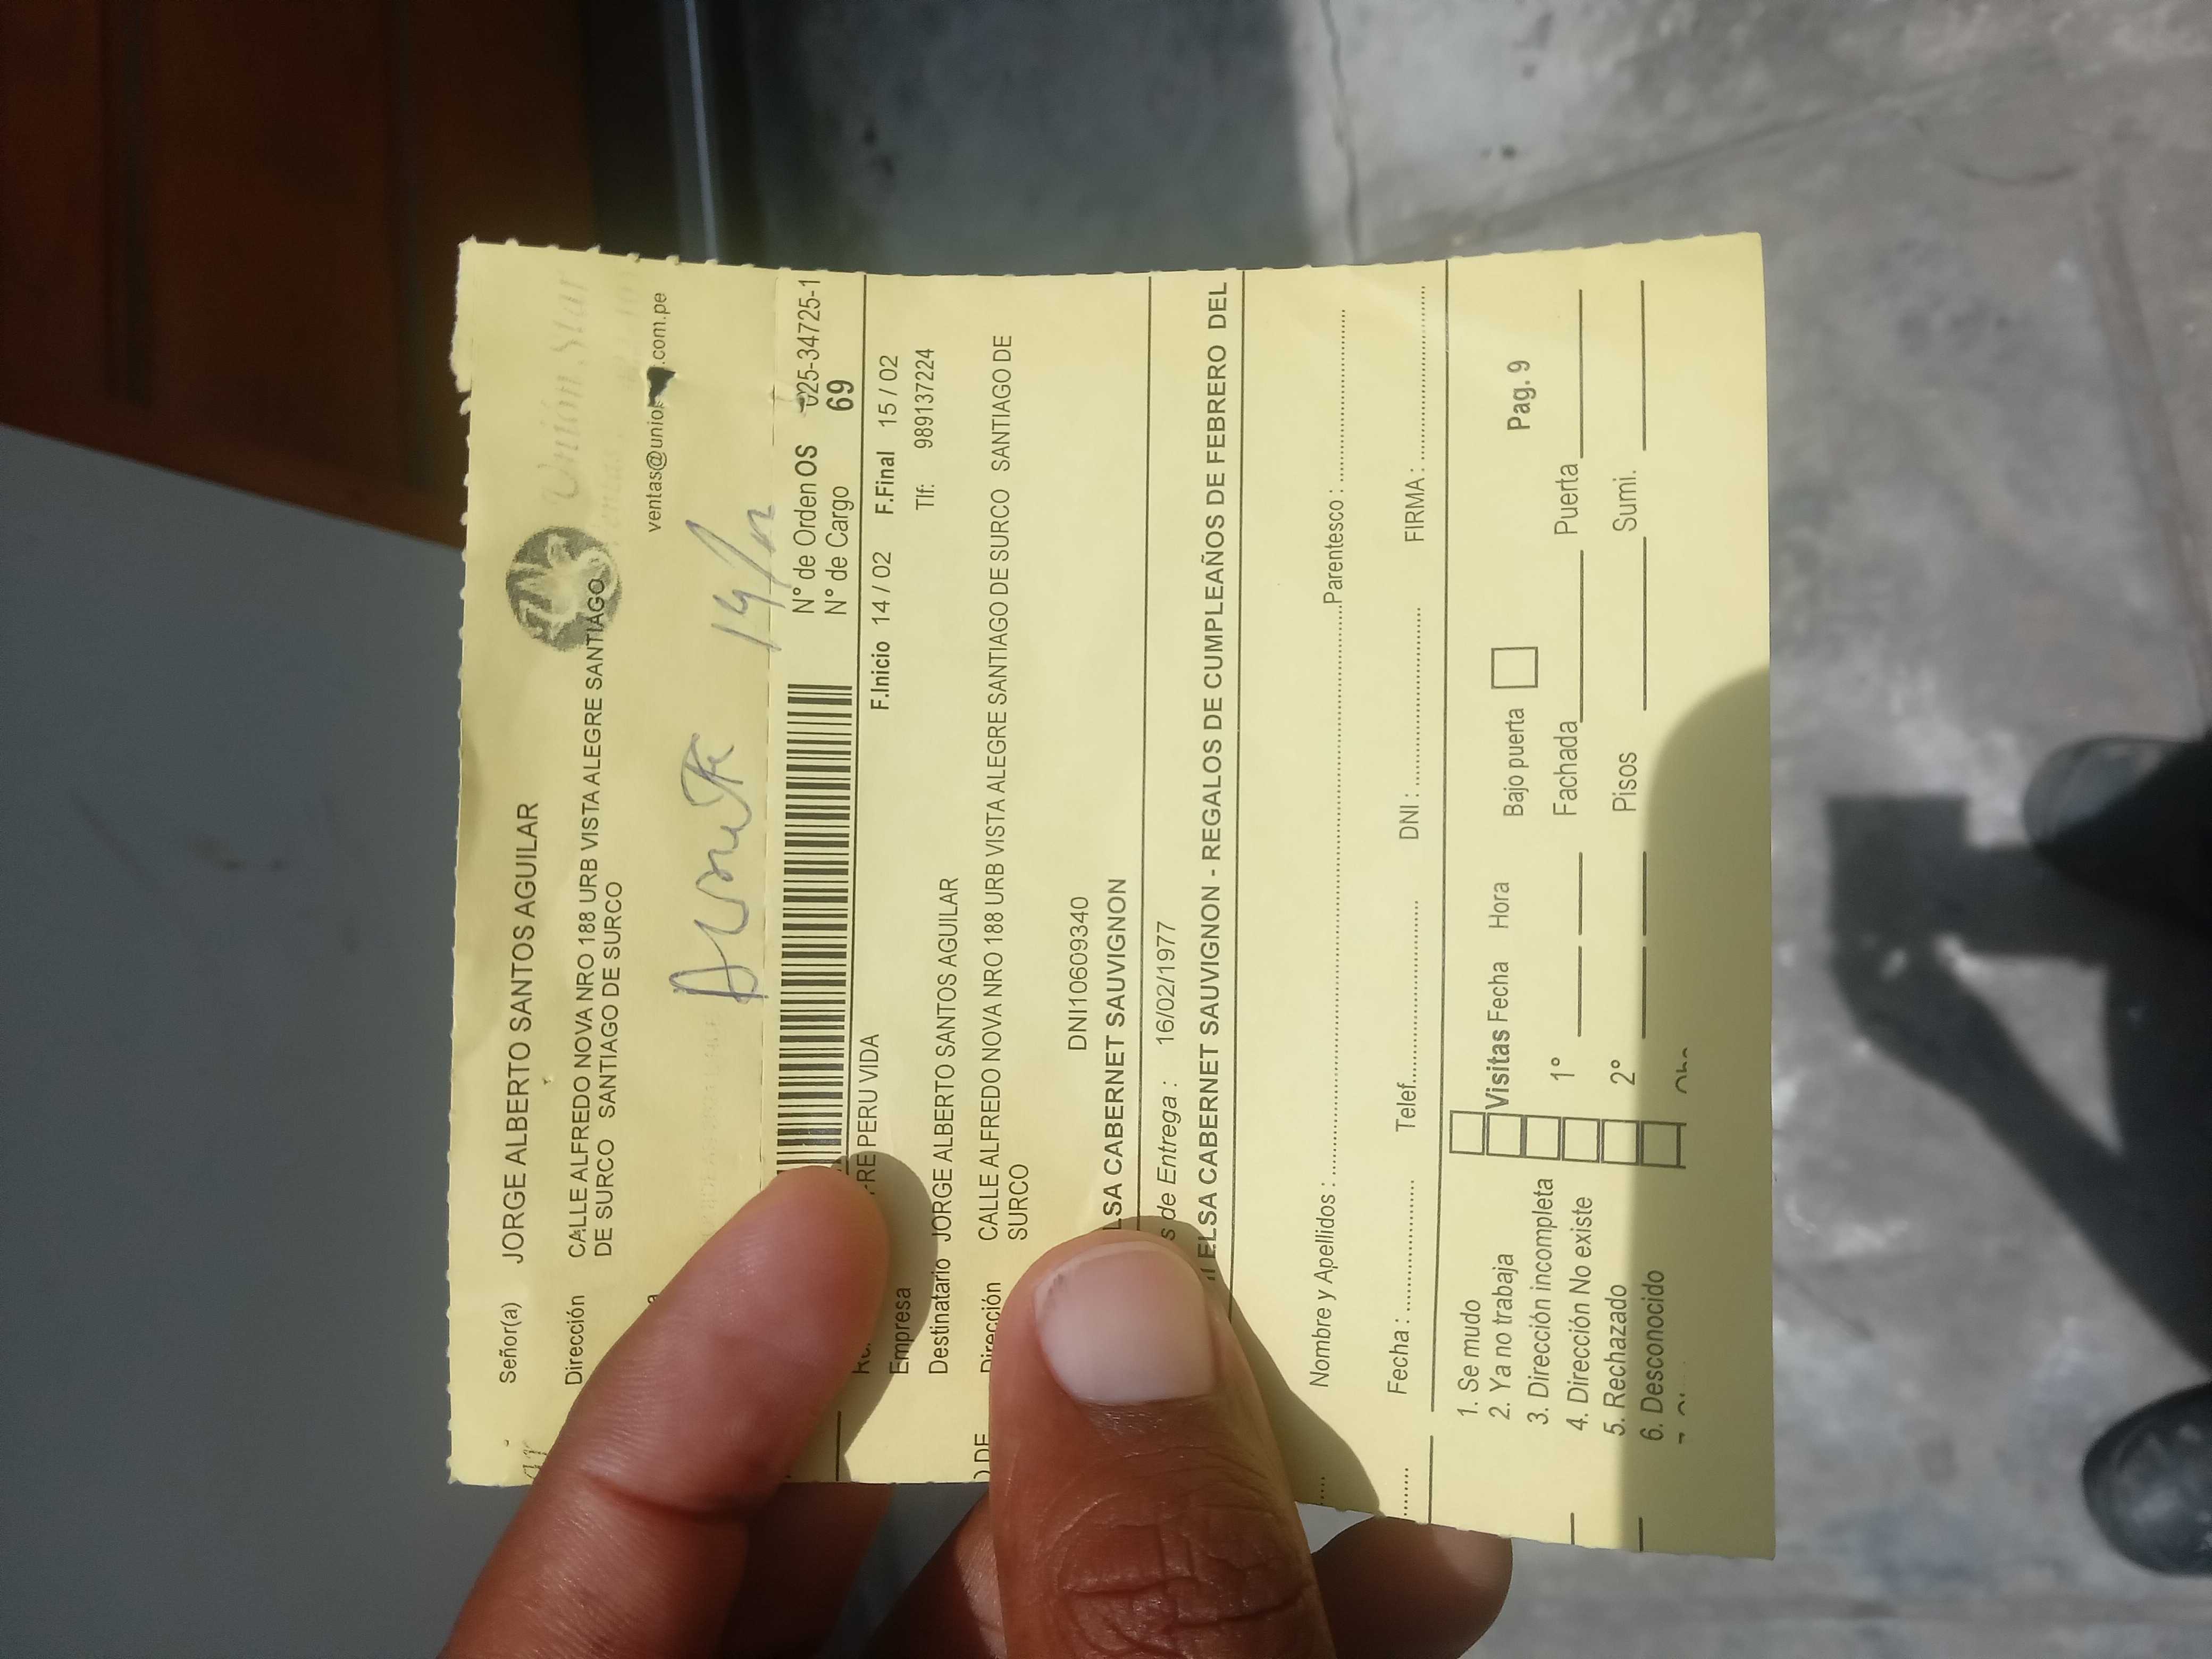 Unión Star
Señor(a) JORGE ALBERTO SANTOS AGUILAR
Dirección CALLE ALFREDO NOVA NRO 188 URB VISTA ALEGRE SANTIAGO
DE SURCO SANTIAGO DE SURCO
ventas@union .com.pe
14/
N° de Orden OS 025-34725-1
N° de Cargo 69
PERU VIDA F.Inicio 14 / 02 F.Final 15 / 02
Empresa Tlf: 989137224
Destinatario JORGE ALBERTO SANTOS AGUILAR
Dirección CALLE ALFREDO NOVA NRO 188 URB VISTA ALEGRE SANTIAGO DE SURCO SANTIAGO DE
SURCO
DNI10609340
LSA CABERNET SAUVIGNON
s de Entrega : 16/02/1977
ELSA CABERNET SAUVIGNON - REGALOS DE CUMPLEAÑOS DE FEBRERO DEL
Nombre y Apellidos : Parentesco :
Fecha : Telef. DNI : FIRMA :
1. Se mudo
2. Ya no trabaja Visitas Fecha Hora Bajo puerta Pag. 9
3. Dirección incompleta
4. Dirección No existe 1° Fachada Puerta
5. Rechazado
6. Desconocido 2° Pisos Sumi.